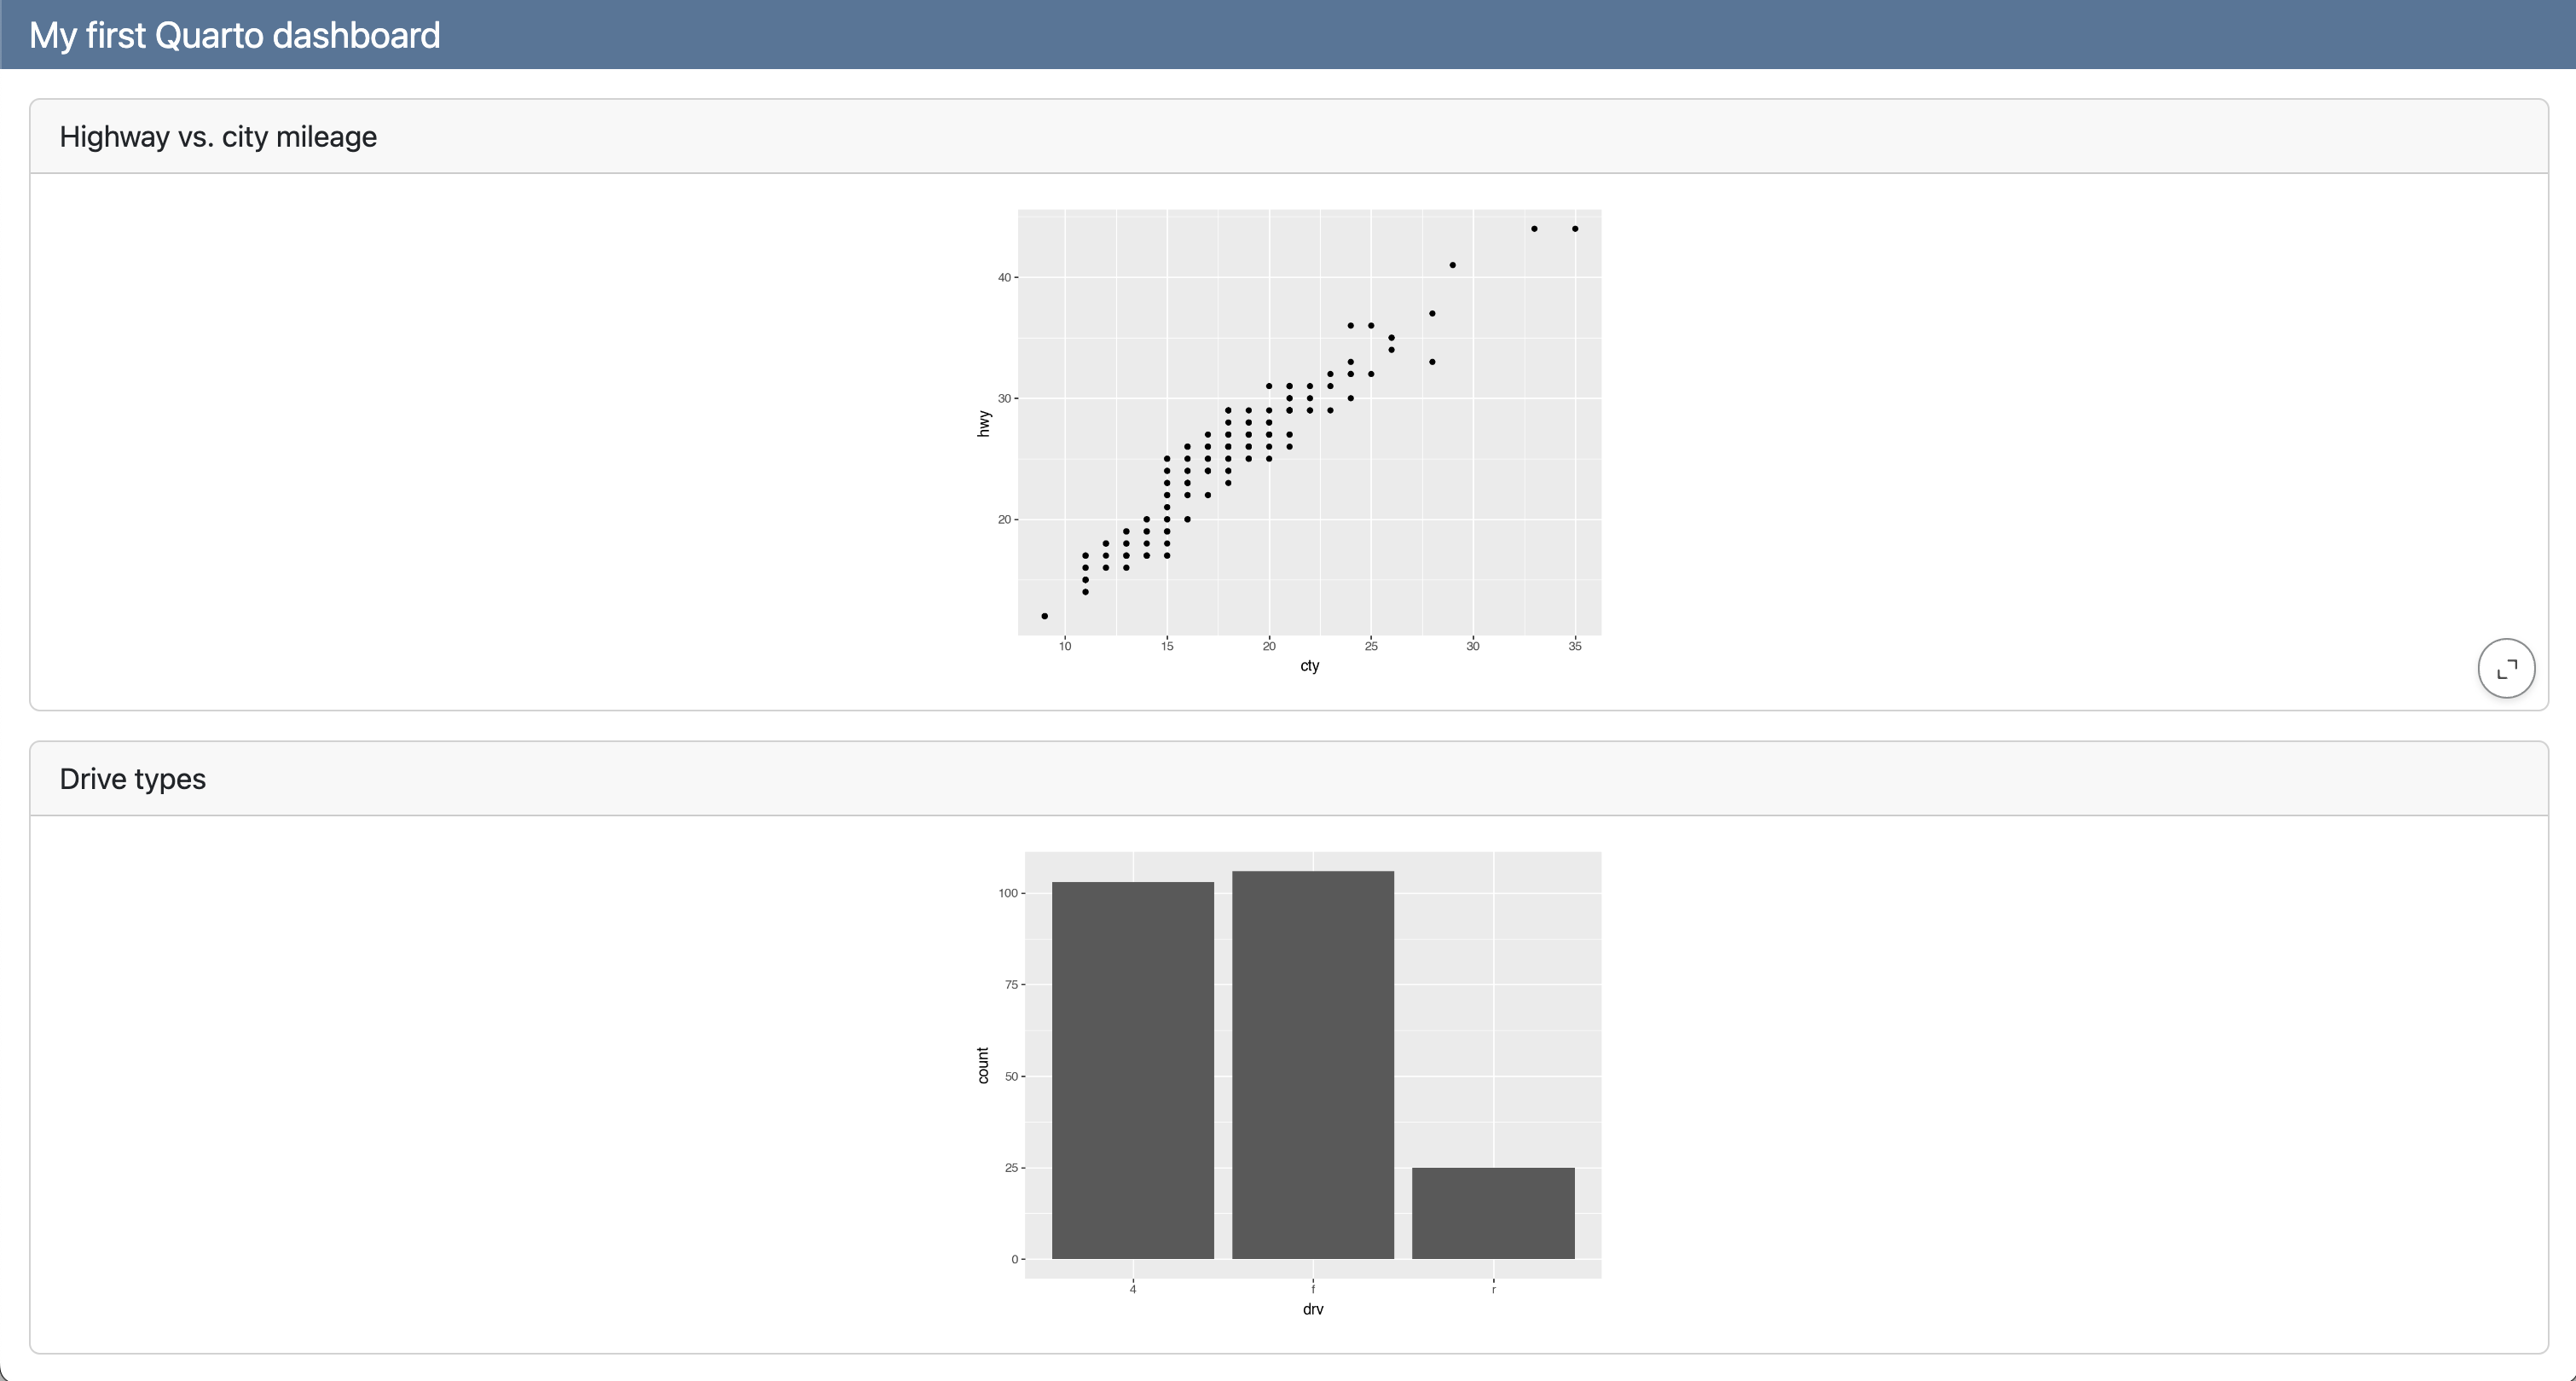 My first Quarto dashboard
Highway vs. city mileage
40
30
20
hwy
10 15 20 25 30 35
cty
Drive types
100
75
50
25
0
count
4 f r
drv